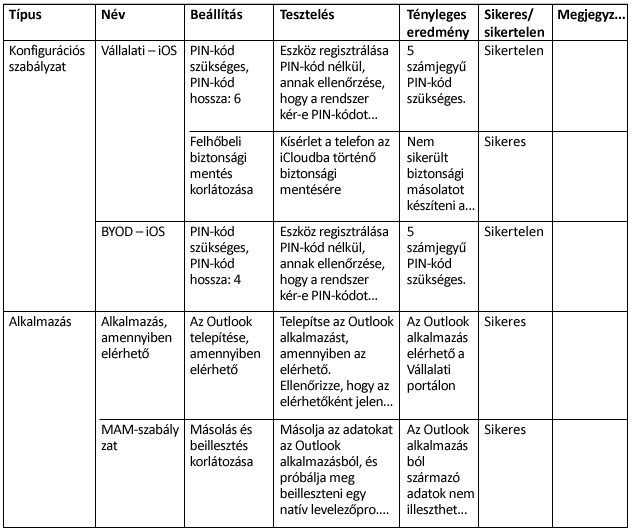 Típus
Név
Beállítás
Tesztelés
Tényleges
eredmény
Sikeres/
sikertelen
Megjegyz...
Konfigurációs
szabályzat
Vállalati – iOS
PIN-kód
szükséges,
PIN-kód
hossza: 6
Eszköz regisztrálása
PIN-kód nélkül,
annak ellenőrzése,
hogy a rendszer
kér-e PIN-kódot...
5
számjegyű
PIN-kód
szükséges.
Sikertelen
Felhőbeli
biztonsági
mentés
korlátozása
Kísérlet a telefon az
iCloudba történő
biztonsági
mentésére
Nem
sikerült
biztonsági
másolatot
készíteni a...
Sikeres
BYOD – iOS
PIN-kód
szükséges,
PIN-kód
hossza: 4
Eszköz regisztrálása
PIN-kód nélkül,
annak ellenőrzése,
hogy a rendszer
kér-e PIN-kódot...
5
számjegyű
PIN-kód
szükséges.
Sikertelen
Alkalmazás
Alkalmazás,
amennyiben
elérhető
Az Outlook
telepítése,
amennyiben
elérhető
Telepítse az Outlook
alkalmazást,
amennyiben az
elérhető.
Ellenőrizze, hogy az
elérhetőként jelen...
Az Outlook
alkalmazás
elérhető a
Vállalati
portálon
Sikeres
MAM-szabály
zat
Másolás és
beillesztés
korlátozása
Másolja az adatokat
az Outlook
alkalmazásból, és
próbálja meg
beilleszteni egy
natív levelezőpro....
Az Outlook
alkalmazás
ból
származó
adatok nem
illeszthet...
Sikeres